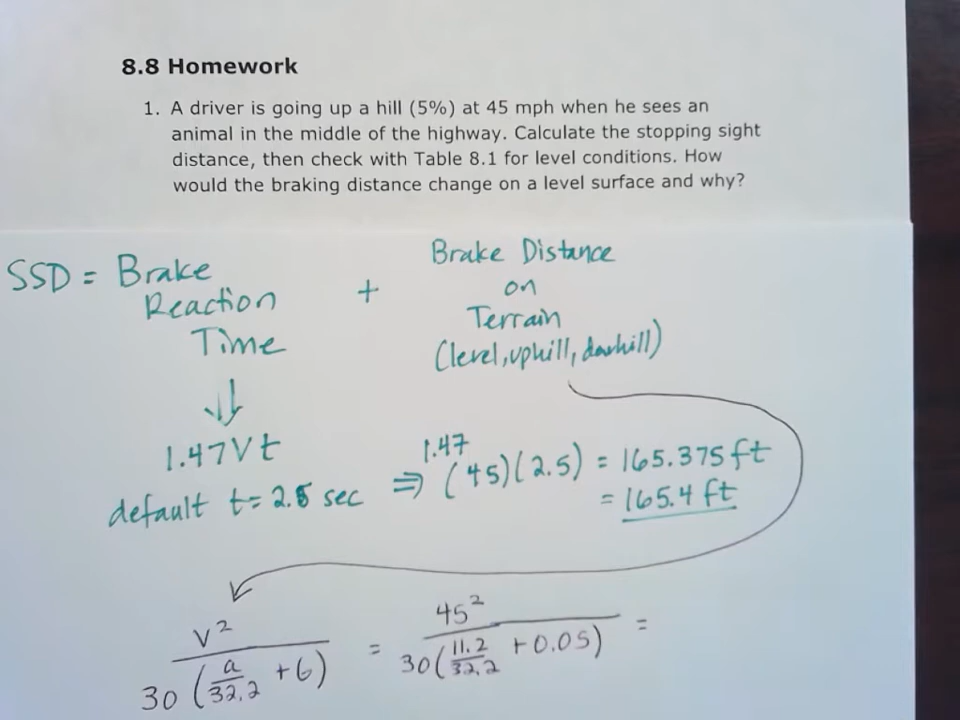 8.8 Homework
1. A driver is going up a hill (5%) at 45 mph when he sees an
animal in the middle of the highway. Calculate the stopping sight
distance, then check with Table 8.1 for level conditions. How
would the braking distance change on a level surface and why?
SSD = Brake Reaction Time + Brake Distance on Terrain (level, uphill, downhill)
⇓
1.47Vt
default t = 2.5 sec ⇒ 1.47(45)(2.5) = 165.375 ft
= 165.4 ft
V² / 30(a/32.2 + G) = 45² / 30(11.2/32.2 + 0.05) =